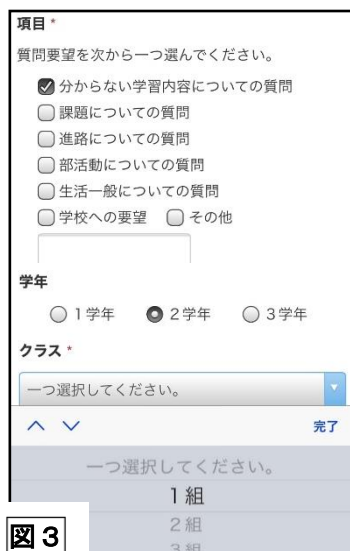 項目 *
質問要望を次から一つ選んでください。
分からない学習内容についての質問
課題についての質問
進路についての質問
部活動についての質問
生活一般についての質問
学校への要望 その他
学年
1学年 2学年 3学年
クラス *
一つ選択してください。
完了
一つ選択してください。
1組
2組
3組
図3